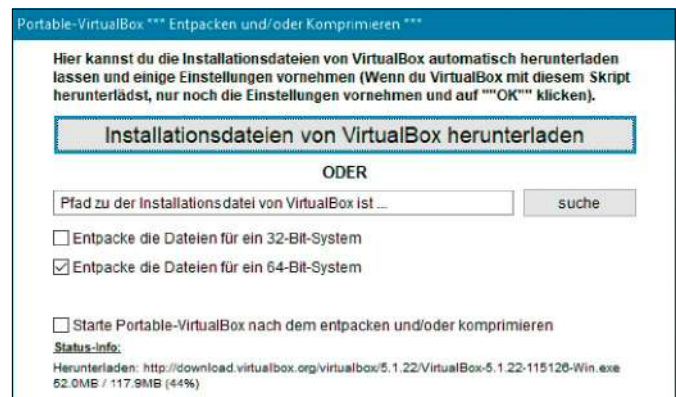 Portable-VirtualBox *** Entpacken und/oder Komprimieren ***
Hier kannst du die Installationsdateien von VirtualBox automatisch herunterladen
lassen und einige Einstellungen vornehmen (Wenn du VirtualBox mit diesem Skript
herunterlädst, nur noch die Einstellungen vornehmen und auf ""OK"" klicken).
Installationsdateien von VirtualBox herunterladen
ODER
Pfad zu der Installationsdatei von VirtualBox ist ...
suche
Entpacke die Dateien für ein 32-Bit-System
Entpacke die Dateien für ein 64-Bit-System
Starte Portable-VirtualBox nach dem entpacken und/oder komprimieren
Status-Info:
Herunterladen: http://download.virtualbox.org/virtualbox/5.1.22/VirtualBox-5.1.22-115126-Win.exe
52.0MB / 117.9MB (44%)